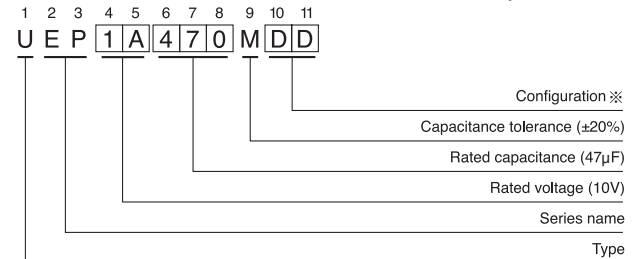 1 2 3 4 5 6 7 8 9 10 11
U E P 1 A 4 7 0 M D D
Configuration ※
Capacitance tolerance (±20%)
Rated capacitance (47µF)
Rated voltage (10V)
Series name
Type